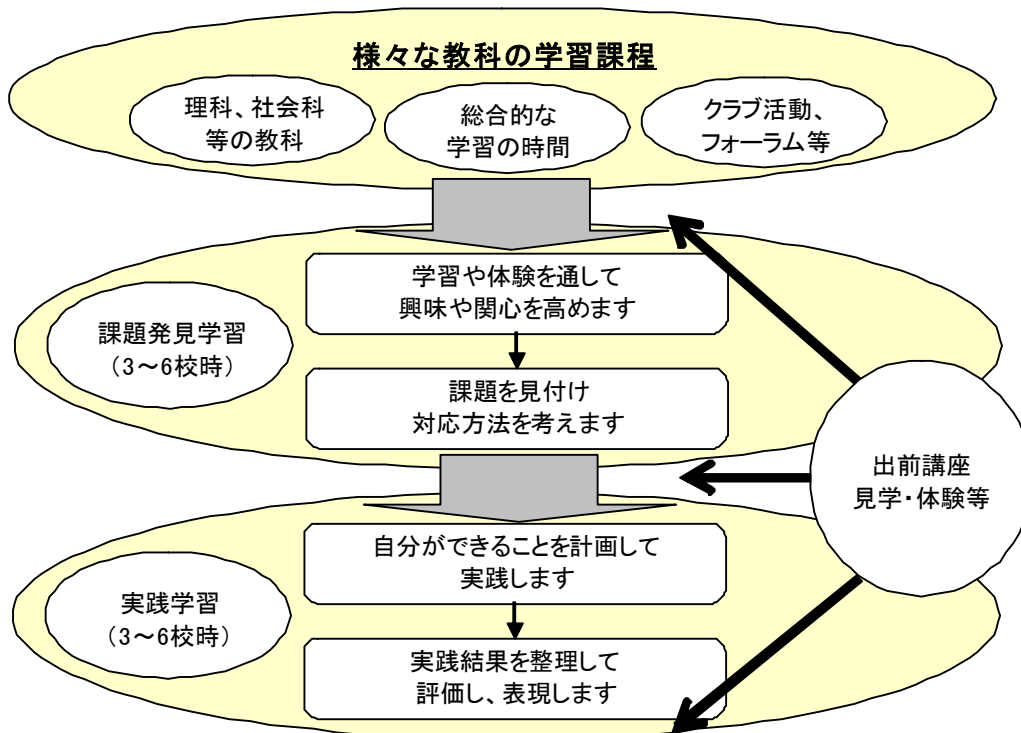 様々な教科の学習課程
理科、社会科
等の教科
総合的な
学習の時間
クラブ活動、
フォーラム等
学習や体験を通して
興味や関心を高めます
課題発見学習
（3～6校時）
課題を見付け
対応方法を考えます
出前講座
見学・体験等
自分ができることを計画して
実践します
実践学習
（3～6校時）
実践結果を整理して
評価し、表現します